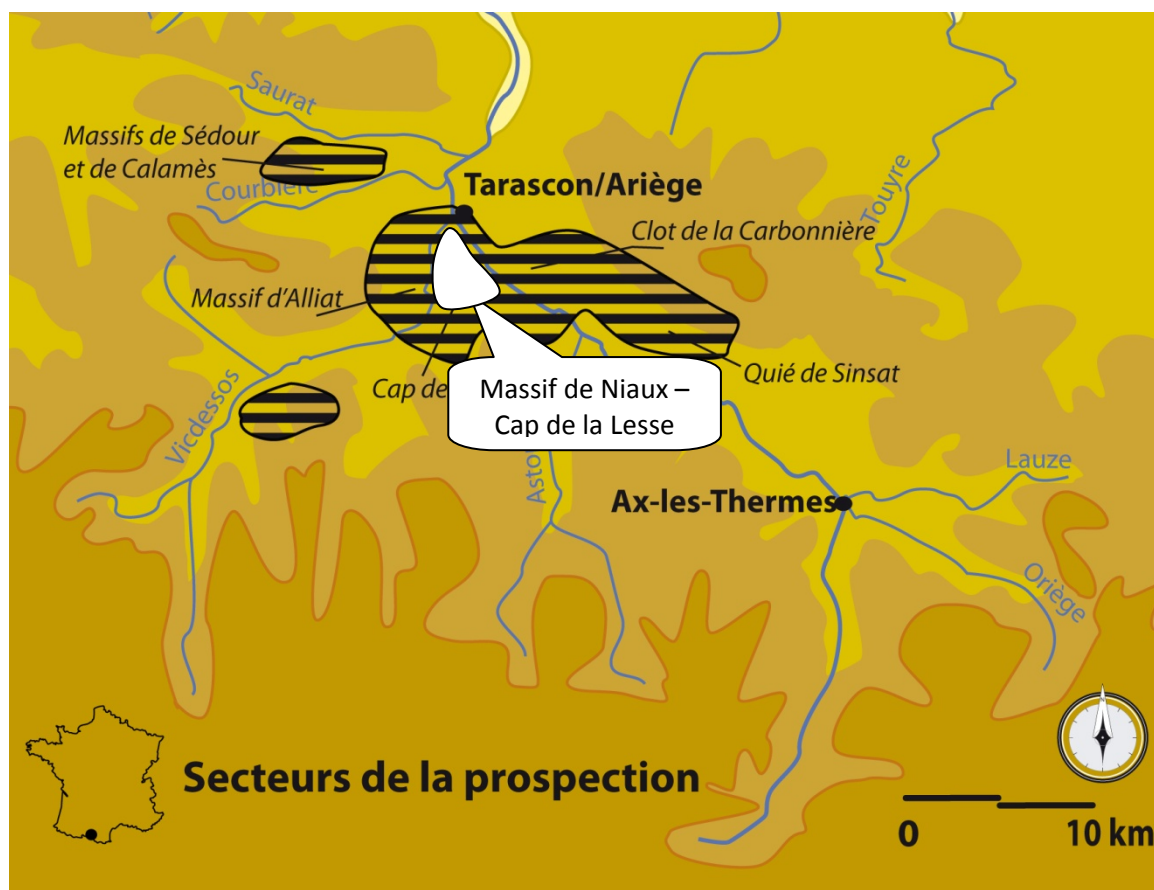 Saurat
Massifs de Sédour
et de Calamès
Courbière
Tarascon/Ariège
Touyre
Clot de la Carbonnière
Massif d'Alliat
Cap de
Massif de Niaux –
Cap de la Lesse
Quié de Sinsat
Vicdessos
Lauze
Ax-les-Thermes
Oriège
Secteurs de la prospection
0
10 km